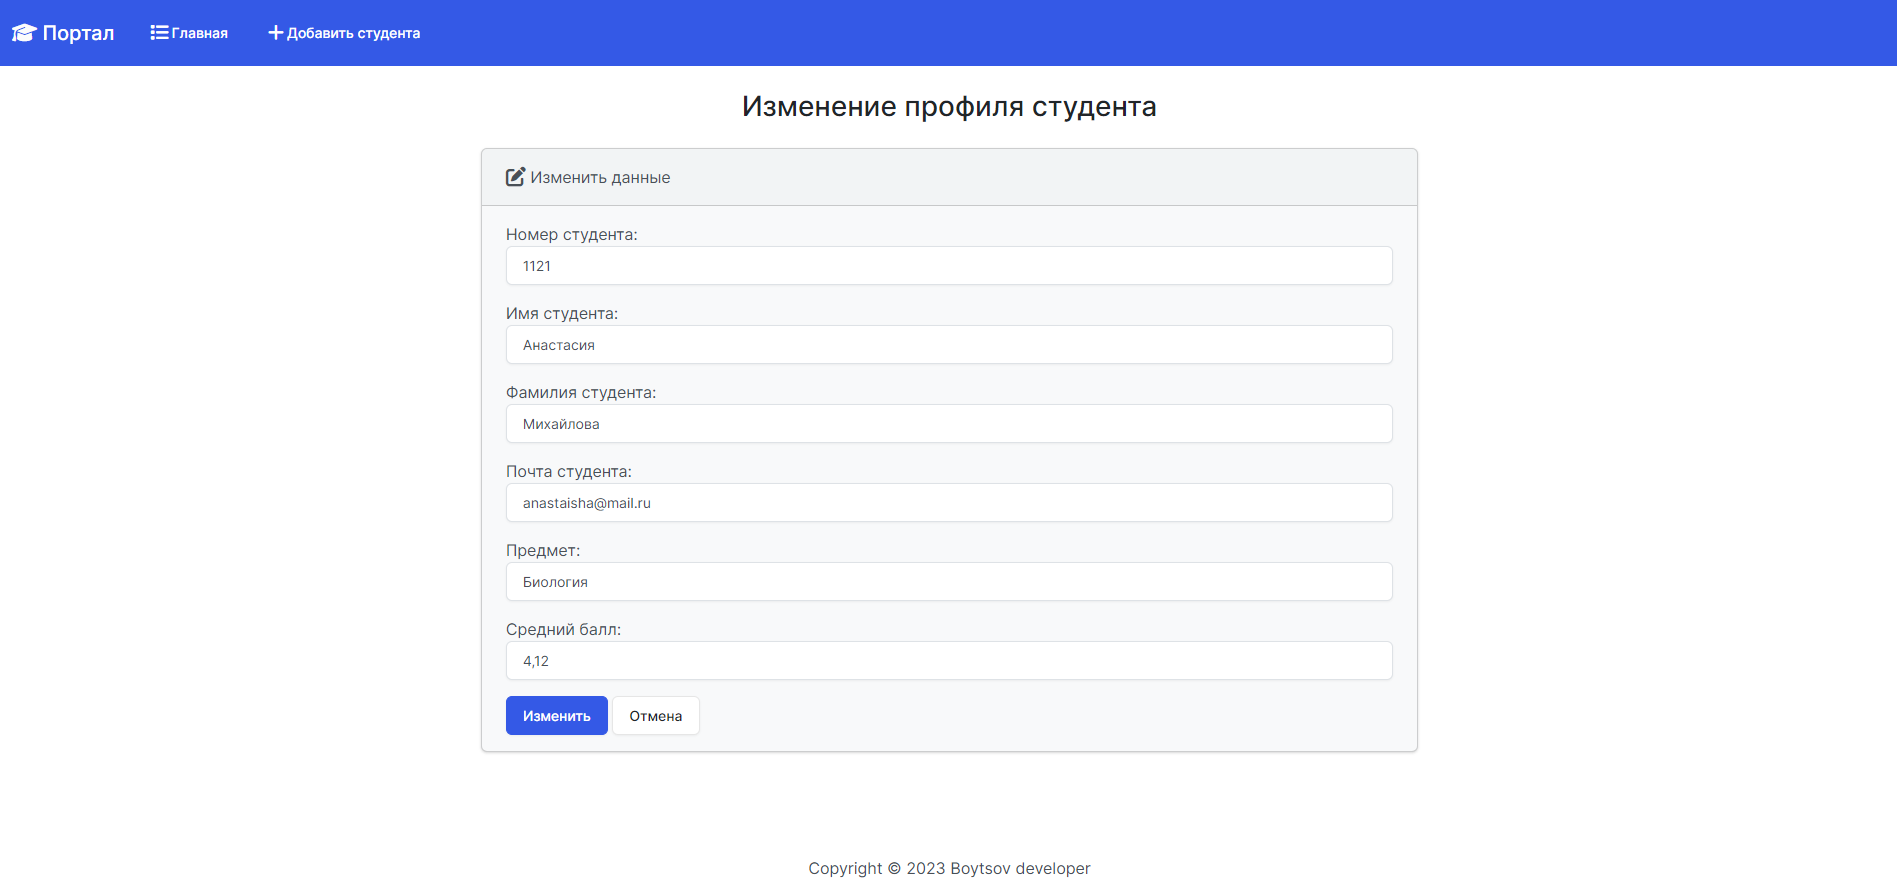 Портал
Главная
Добавить студента
Изменение профиля студента
Изменить данные
Номер студента:
1121
Имя студента:
Анастасия
Фамилия студента:
Михайлова
Почта студента:
anastaisha@mail.ru
Предмет:
Биология
Средний балл:
4,12
Изменить
Отмена
Copyright © 2023 Boytsov developer